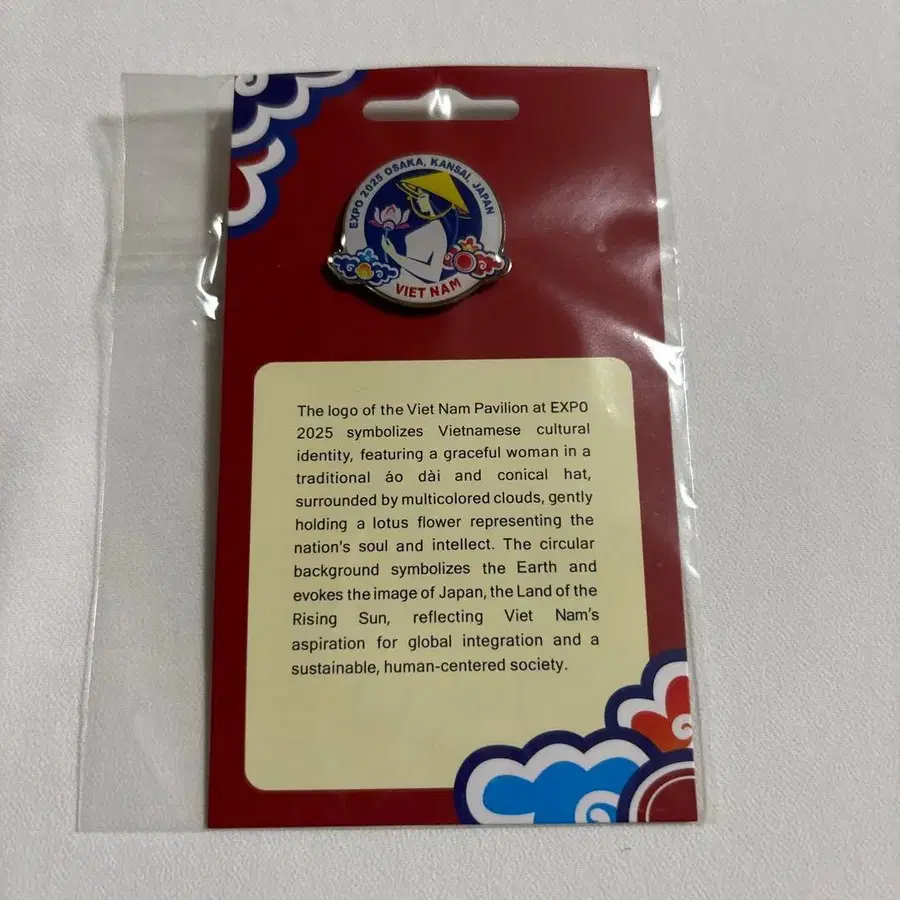 EXPO 2025 OSAKA, KANSAI, JAPAN
VIET NAM
The logo of the Viet Nam Pavilion at EXPO
2025 symbolizes Vietnamese cultural
identity, featuring a graceful woman in a
traditional áo dài and conical hat,
surrounded by multicolored clouds, gently
holding a lotus flower representing the
nation's soul and intellect. The circular
background symbolizes the Earth and
evokes the image of Japan, the Land of the
Rising Sun, reflecting Viet Nam's
aspiration for global integration and a
sustainable, human-centered society.